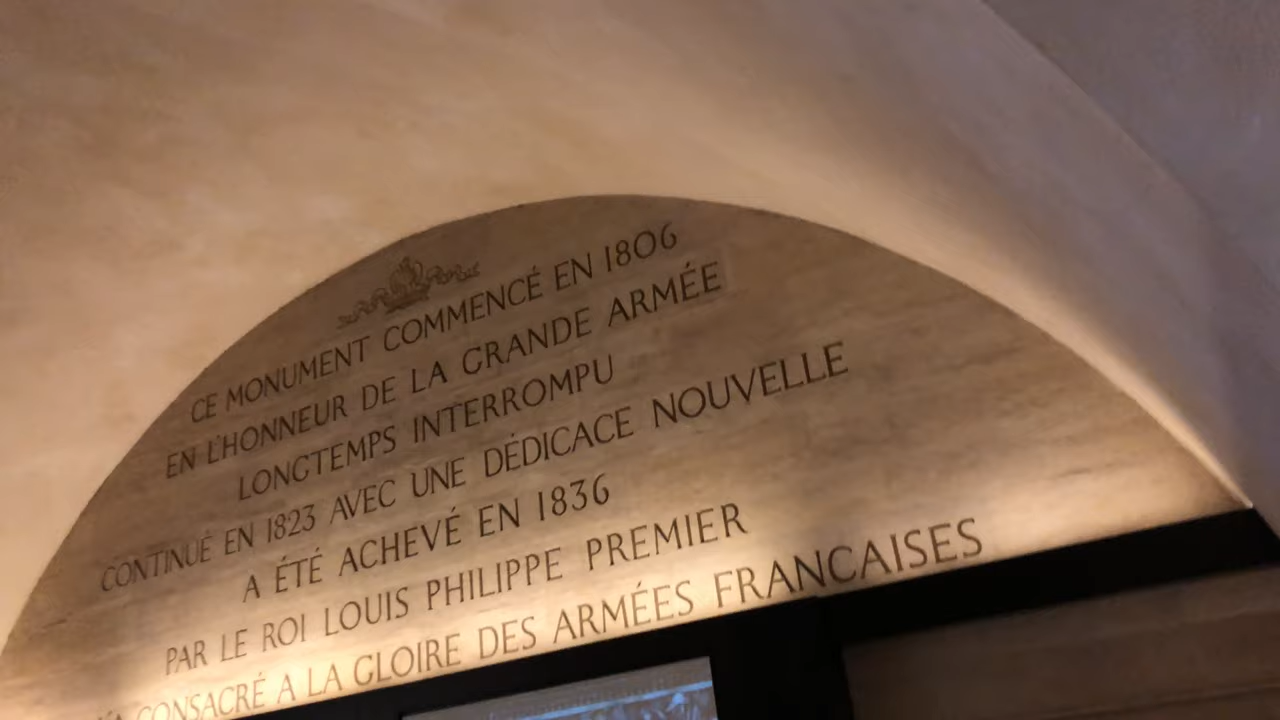 CE MONUMENT COMMENCÉ EN 1806
EN L'HONNEUR DE LA GRANDE ARMÉE
LONGTEMPS INTERROMPU
CONTINUÉ EN 1823 AVEC UNE DÉDICACE NOUVELLE
A ÉTÉ ACHEVÉ EN 1836
PAR LE ROI LOUIS PHILIPPE PREMIER
CONSACRÉ A LA GLOIRE DES ARMÉES FRANCAISES